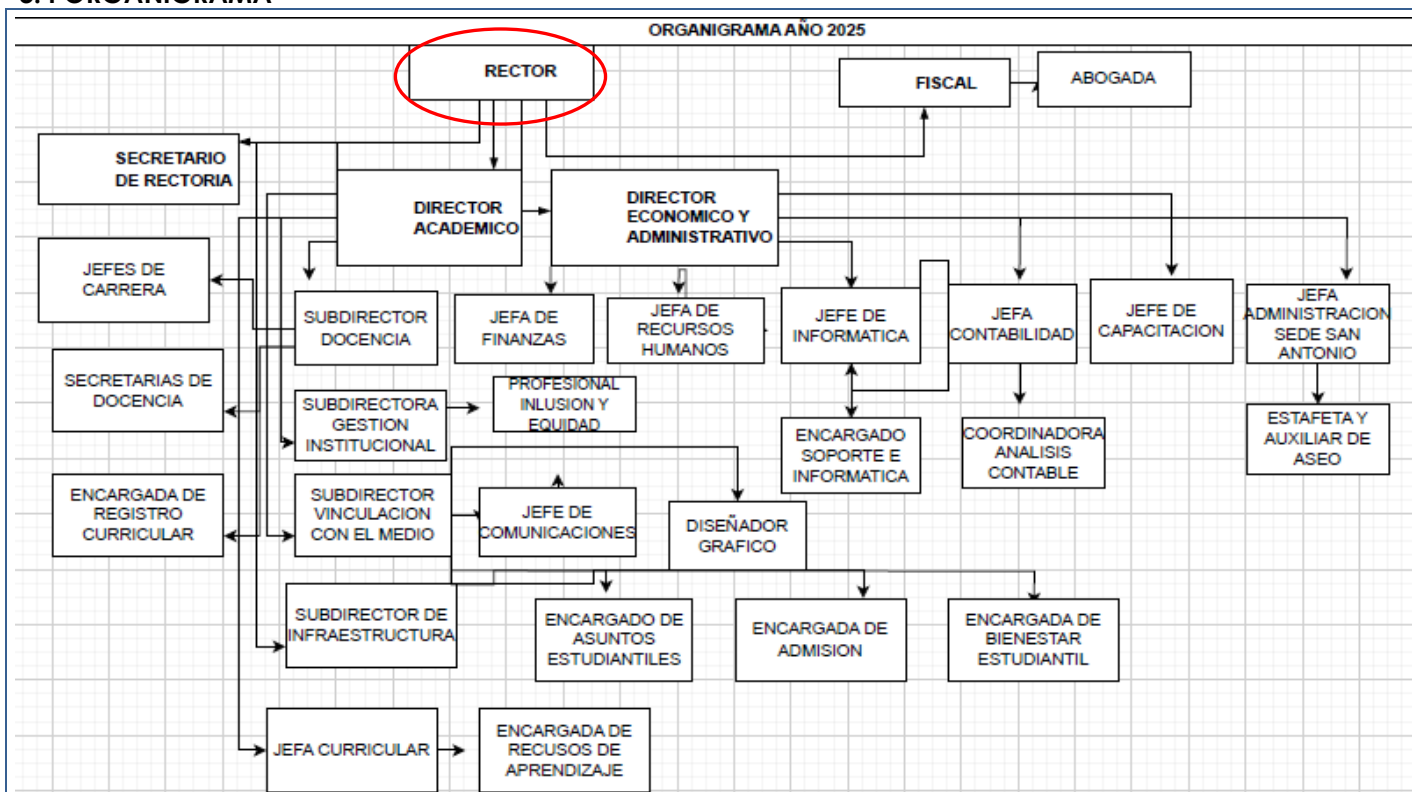 ORGANIGRAMA AÑO 2025
RECTOR
FISCAL
ABOGADA
SECRETARIO
DE RECTORIA
DIRECTOR
ACADEMICO
DIRECTOR
ECONOMICO Y
ADMINISTRATIVO
JEFES DE
CARRERA
SUBDIRECTOR
DOCENCIA
JEFA DE
FINANZAS
JEFA DE
RECURSOS
HUMANOS
JEFE DE
INFORMATICA
JEFA
CONTABILIDAD
JEFE DE
CAPACITACION
JEFA
ADMINISTRACION
SEDE SAN
ANTONIO
SECRETARIAS DE
DOCENCIA
SUBDIRECTORA
GESTION
INSTITUCIONAL
PROFESIONAL
INLUSION Y
EQUIDAD
ENCARGADO
SOPORTE E
INFORMATICA
COORDINADORA
ANALISIS
CONTABLE
ESTAFETA Y
AUXILIAR DE
ASEO
ENCARGADA DE
REGISTRO
CURRICULAR
SUBDIRECTOR
VINCULACION
CON EL MEDIO
JEFE DE
COMUNICACIONES
DISEÑADOR
GRAFICO
SUBDIRECTOR DE
INFRAESTRUCTURA
ENCARGADO DE
ASUNTOS
ESTUDIANTILES
ENCARGADA DE
ADMISION
ENCARGADA DE
BIENESTAR
ESTUDIANTIL
JEFA CURRICULAR
ENCARGADA DE
RECUSOS DE
APRENDIZAJE